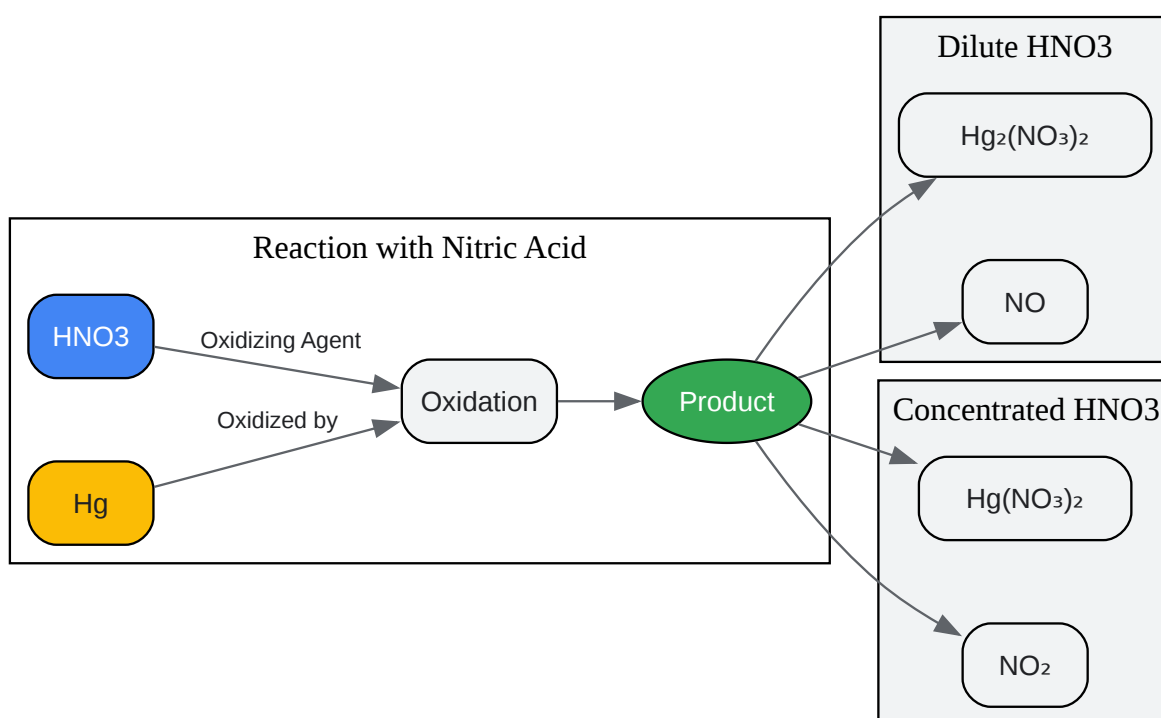 Reaction with Nitric Acid
HNO3
Oxidizing Agent
Hg
Oxidized by
Oxidation
Product
Dilute HNO3
Hg₂(NO₃)₂
NO
Concentrated HNO3
Hg(NO₃)₂
NO₂